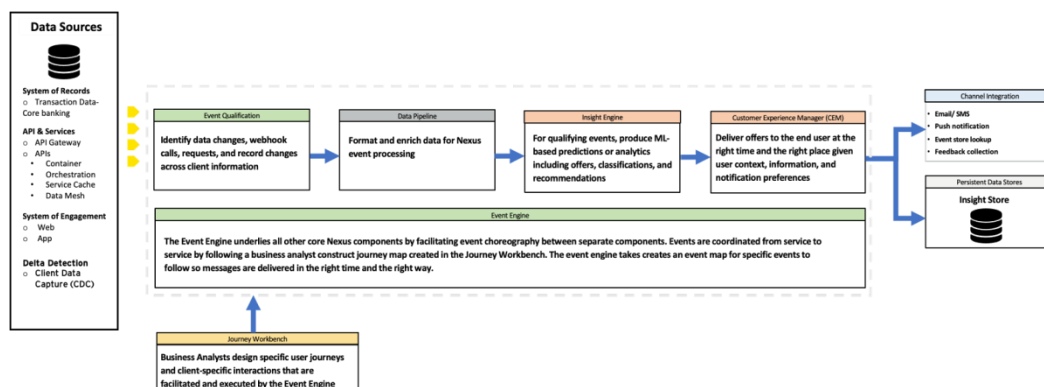 Data Sources
System of Records
○ Transaction Data-
Core banking
API & Services
○ API Gateway
○ APIs
• Container
• Orchestration
• Service Cache
• Data Mesh
System of Engagement
○ Web
○ App
Delta Detection
○ Client Data
Capture (CDC)
Event Qualification
Identify data changes, webhook
calls, requests, and record changes
across client information
Data Pipeline
Format and enrich data for Nexus
event processing
Insight Engine
For qualifying events, produce ML-
based predictions or analytics
including offers, classifications, and
recommendations
Customer Experience Manager (CEM)
Deliver offers to the end user at the
right time and the right place given
user context, information, and
notification preferences
Channel Integration
• Email/ SMS
• Push notification
• Event store lookup
• Feedback collection
Persistent Data Stores
Insight Store
Event Engine
The Event Engine underlies all other core Nexus components by facilitating event choreography between separate components. Events are coordinated from service to
service by following a business analyst construct journey map created in the Journey Workbench. The event engine takes creates an event map for specific events to
follow so messages are delivered in the right time and the right way.
Journey Workbench
Business Analysts design specific user journeys
and client-specific interactions that are
facilitated and executed by the Event Engine